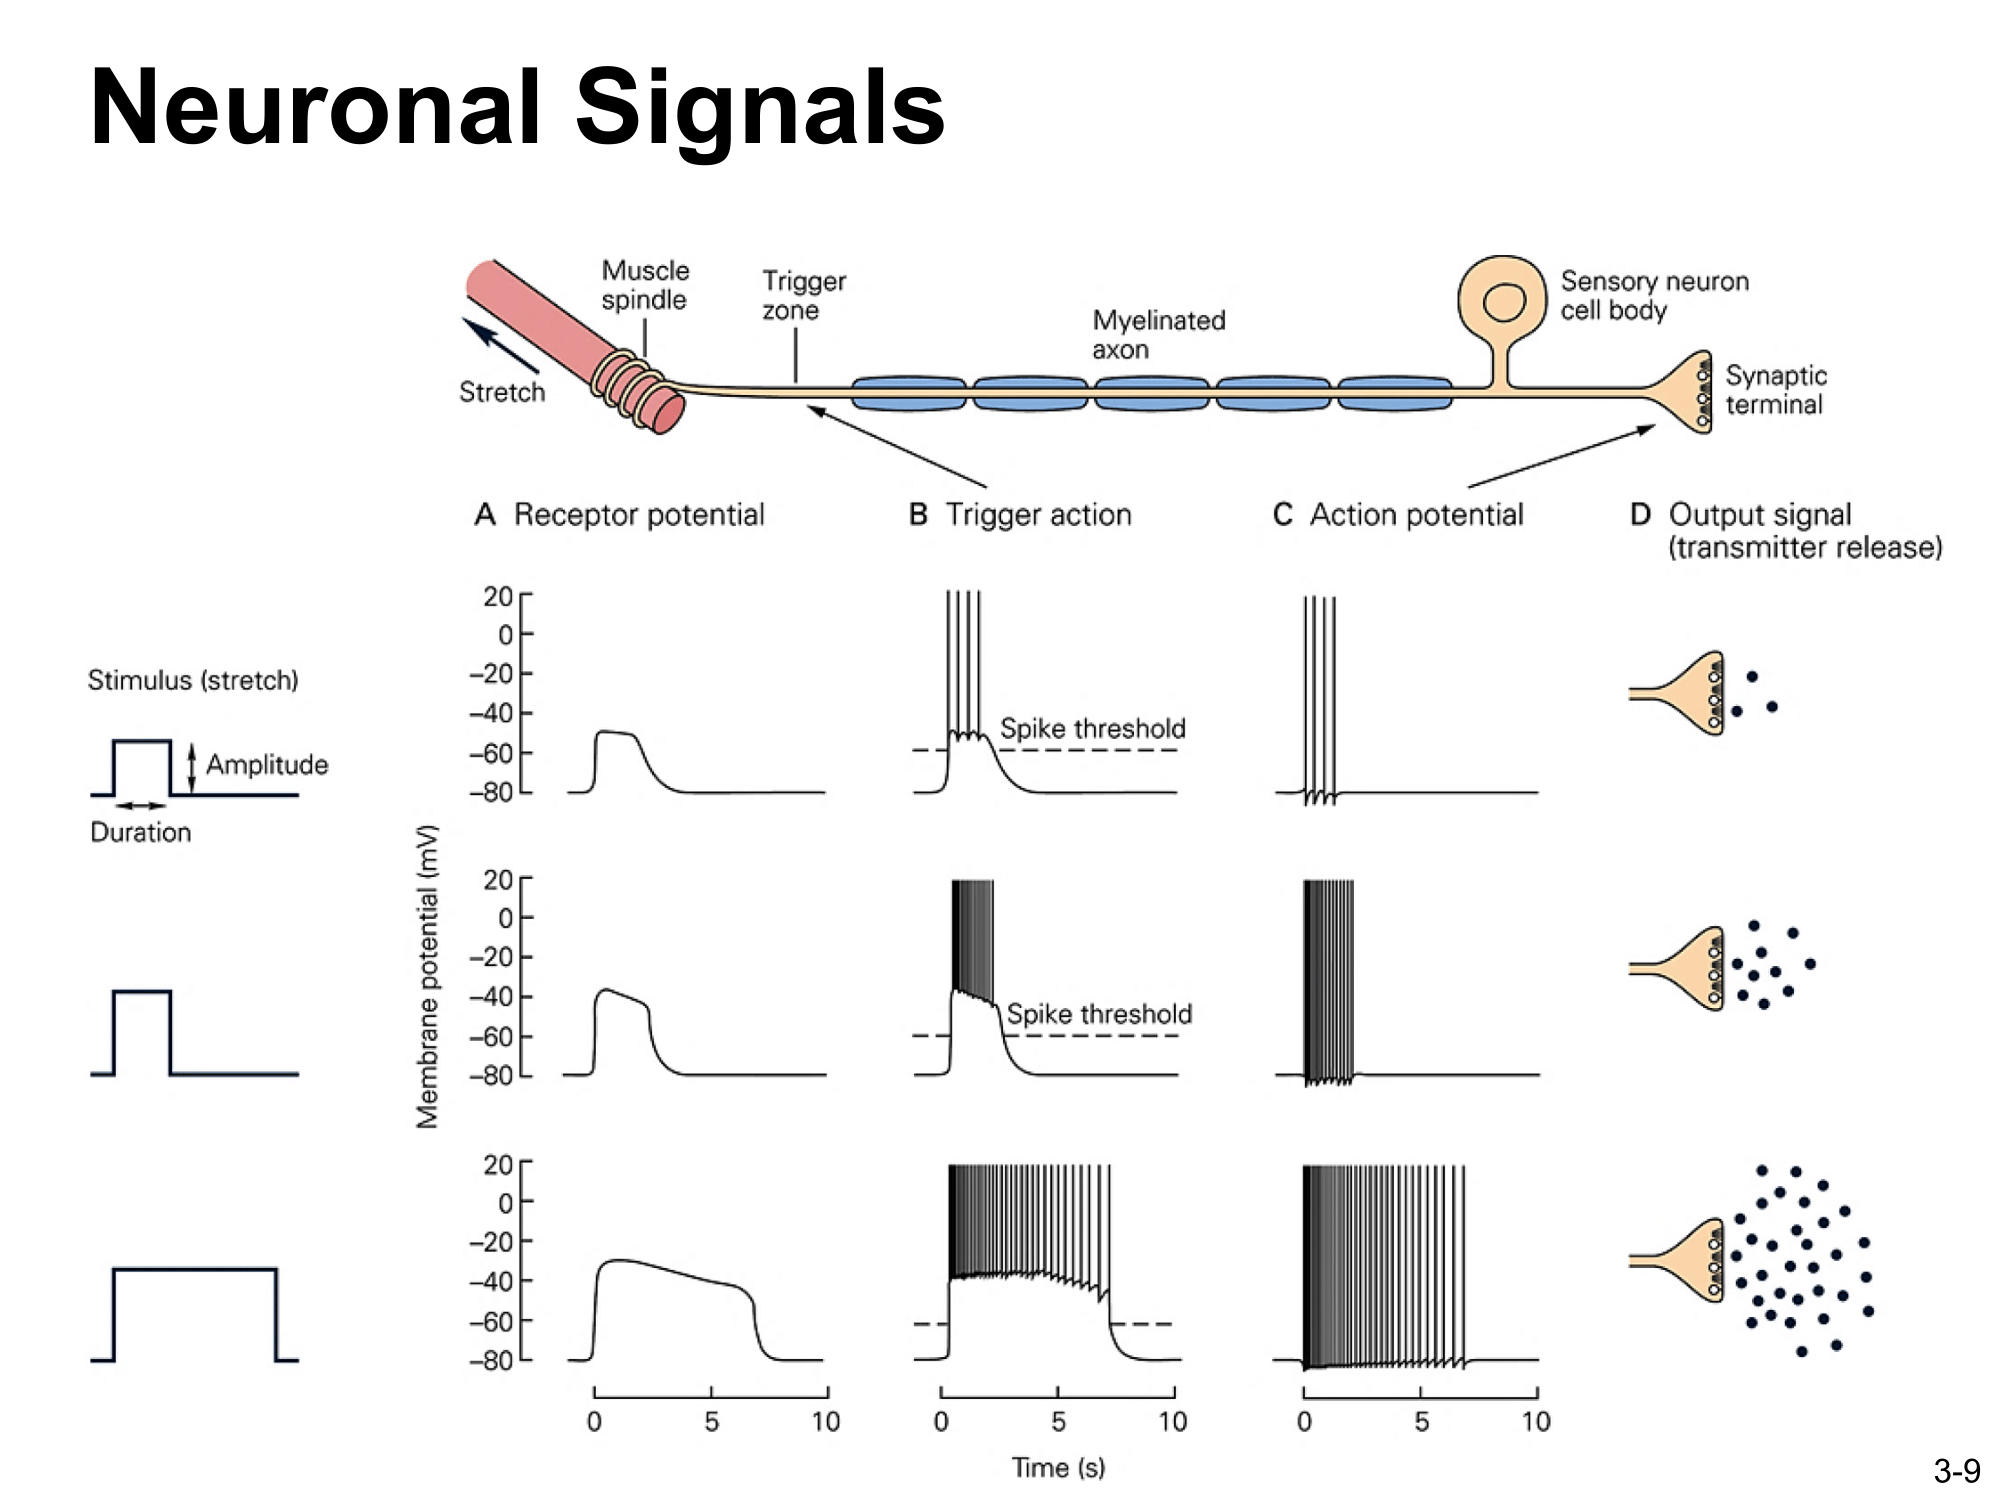 Neuronal Signals
Muscle
spindle
Trigger
zone
Myelinated
axon
Sensory neuron
cell body
Stretch
Synaptic
terminal
A Receptor potential
B Trigger action
C Action potential
D Output signal
(transmitter release)
Stimulus (stretch)
Amplitude
Duration
Membrane potential (mV)
20
0
–20
–40
–60
–80
Spike threshold
20
0
–20
–40
–60
–80
Spike threshold
20
0
–20
–40
–60
–80
0 5 10
0 5 10
0 5 10
Time (s)
3-9